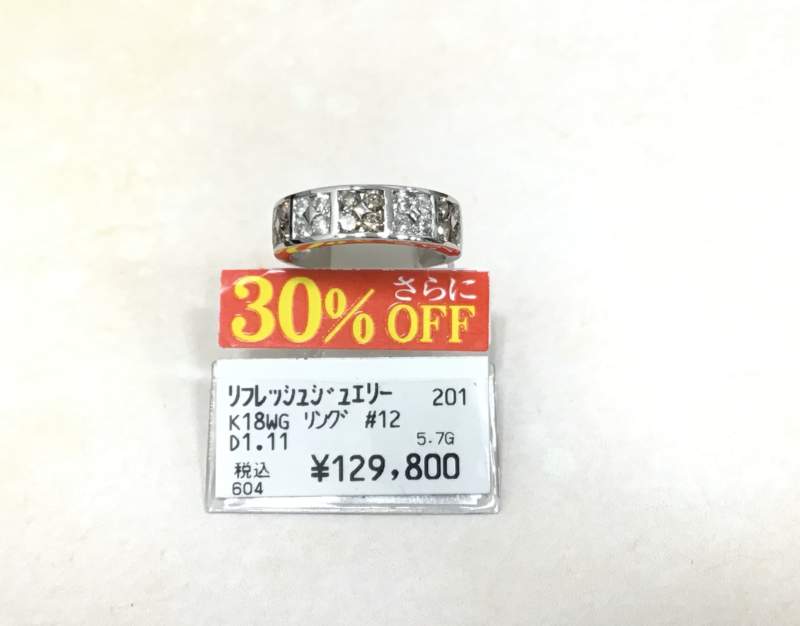 30% さらに OFF
リフレッシュジュエリー 201
K18WG リング #12
D1.11 5.7G
税込 ¥129,800
604